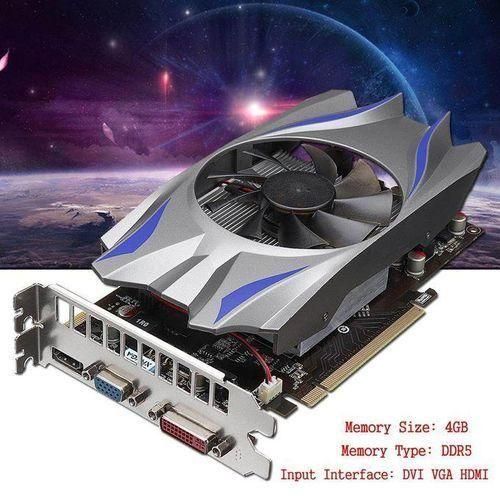 Memory Size: 4GB
Memory Type: DDR5
Input Interface: DVI VGA HDMI